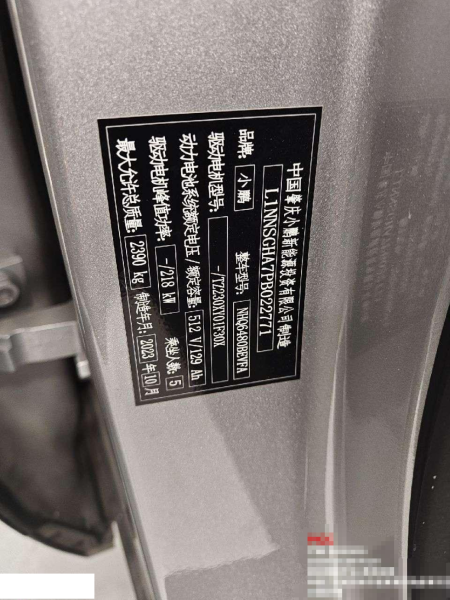 中国肇庆小鹏新能源投资有限公司 制造
L1NNSGHA7PB022771
品牌: 小鹏 整车型号: NHQ6480BEVFA
驱动电机型号: -/TZ230XY01F30X
动力电池系统额定电压/额定容量: 512 V/129 Ah
驱动电机峰值功率: -/218 kW 乘坐人数: 5
最大允许总质量: 2390 kg 制造年月: 2023 年 10 月